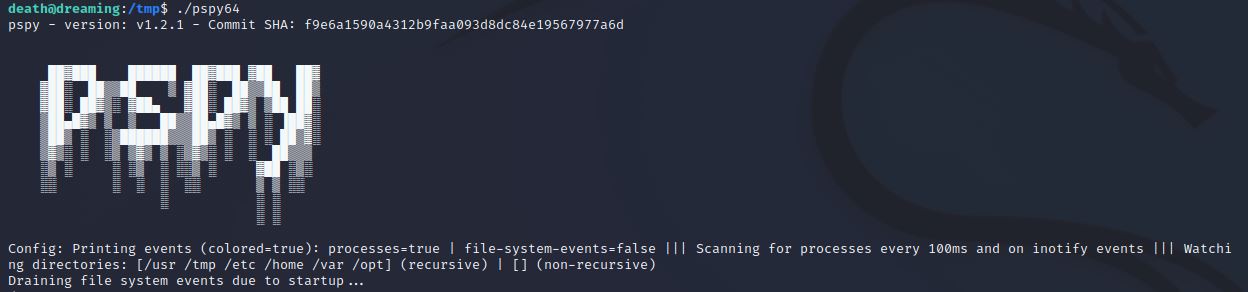 death@dreaming:/tmp$ ./pspy64
pspy - version: v1.2.1 - Commit SHA: f9e6a1590a4312b9faa093d8dc84e19567977a6d
PSPY
Config: Printing events (colored=true): processes=true | file-system-events=false ||| Scanning for processes every 100ms and on inotify events ||| Watchi
ng directories: [/usr /tmp /etc /home /var /opt] (recursive) | [] (non-recursive)
Draining file system events due to startup...